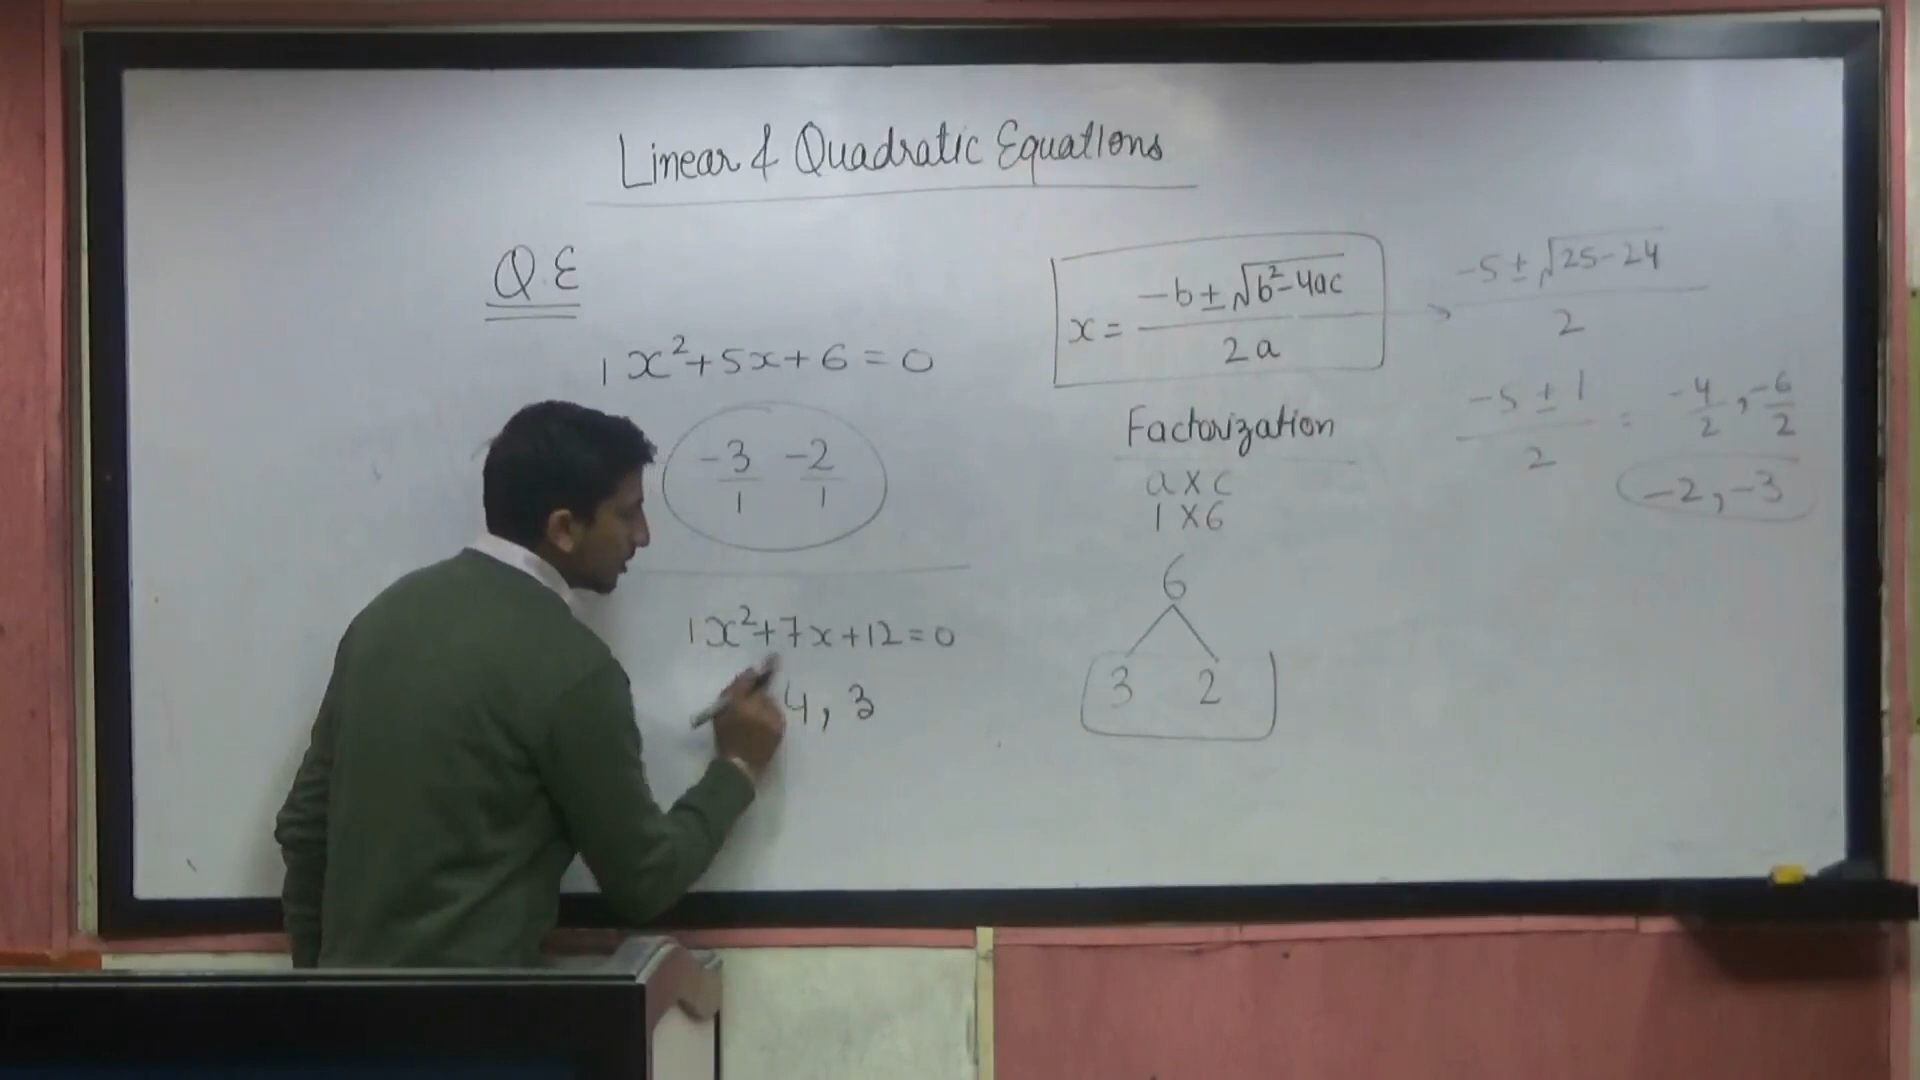 Linear & Quadratic Equations
Q.E
1x²+5x+6=0
-3/1 -2/1
1x²+7x+12=0
4, 3
x = (-b±√(b²-4ac))/(2a)
Factorization
a x c
1 x 6
6
3 2
(-5±√(25-24))/2
(-5±1)/2 = -4/2, -6/2
-2, -3